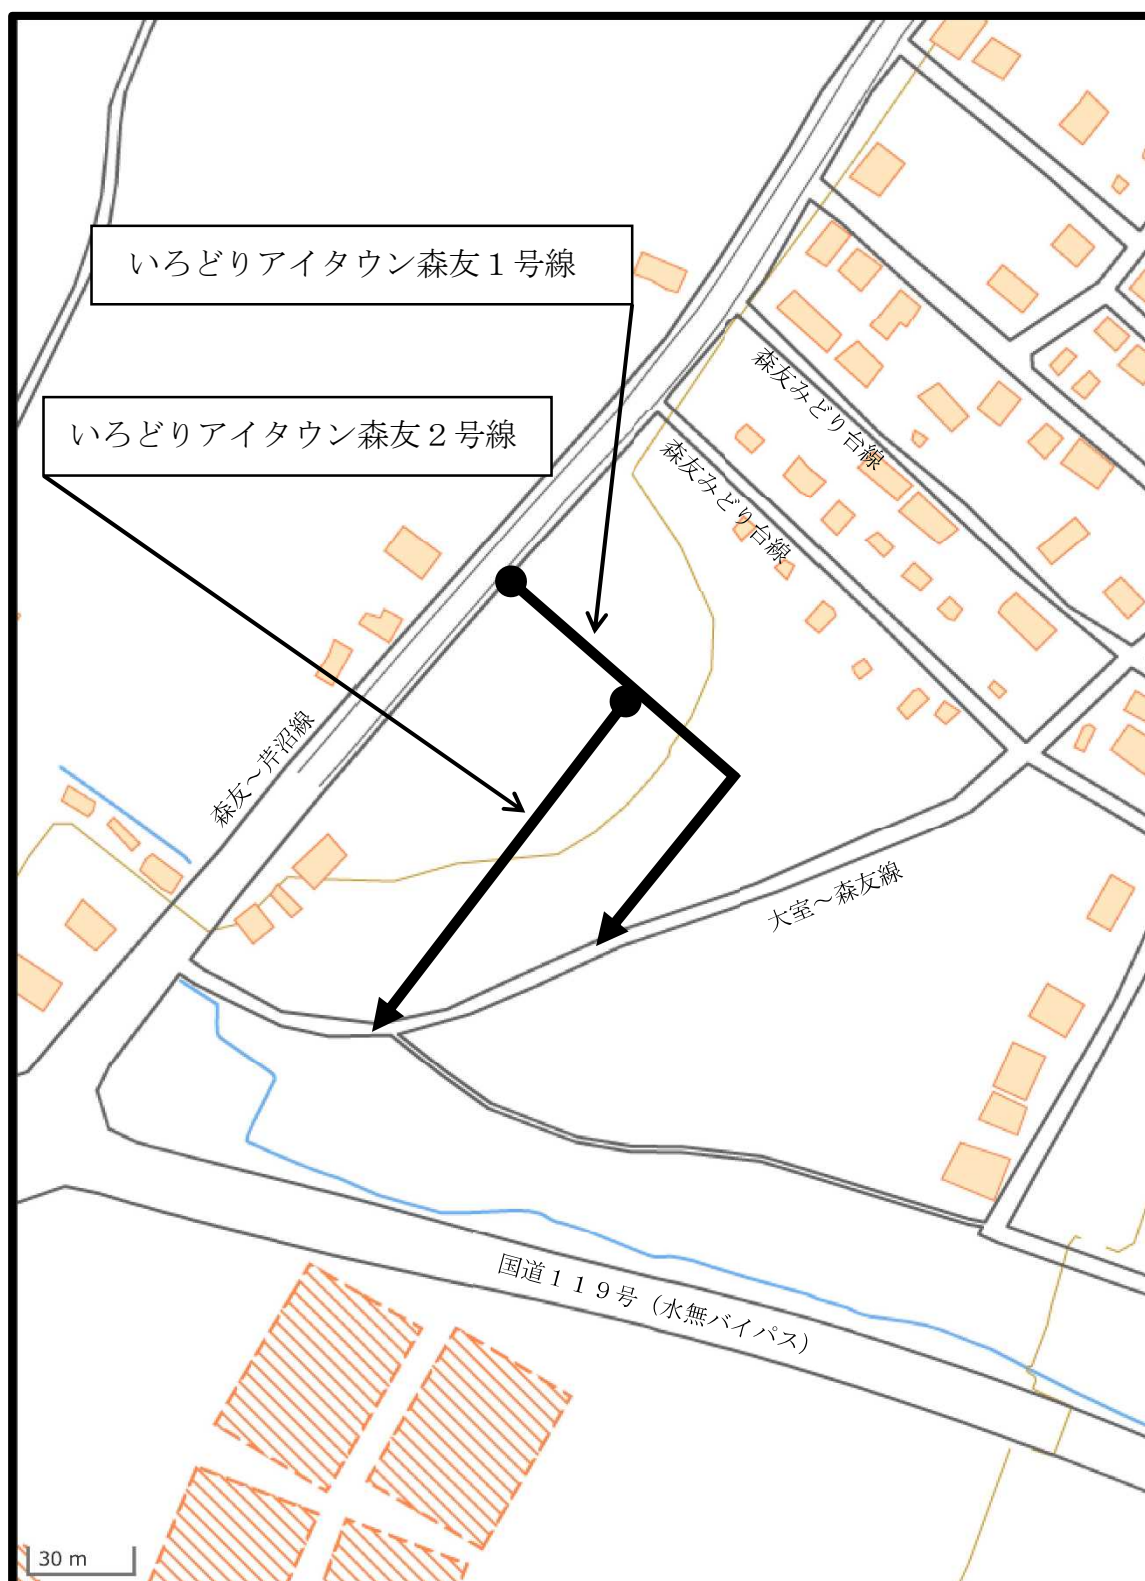 いろどりアイタウン森友１号線
いろどりアイタウン森友２号線
森友みどり台線
森友みどり台線
森友～芹沼線
大室～森友線
国道１１９号（水無バイパス）
30 m